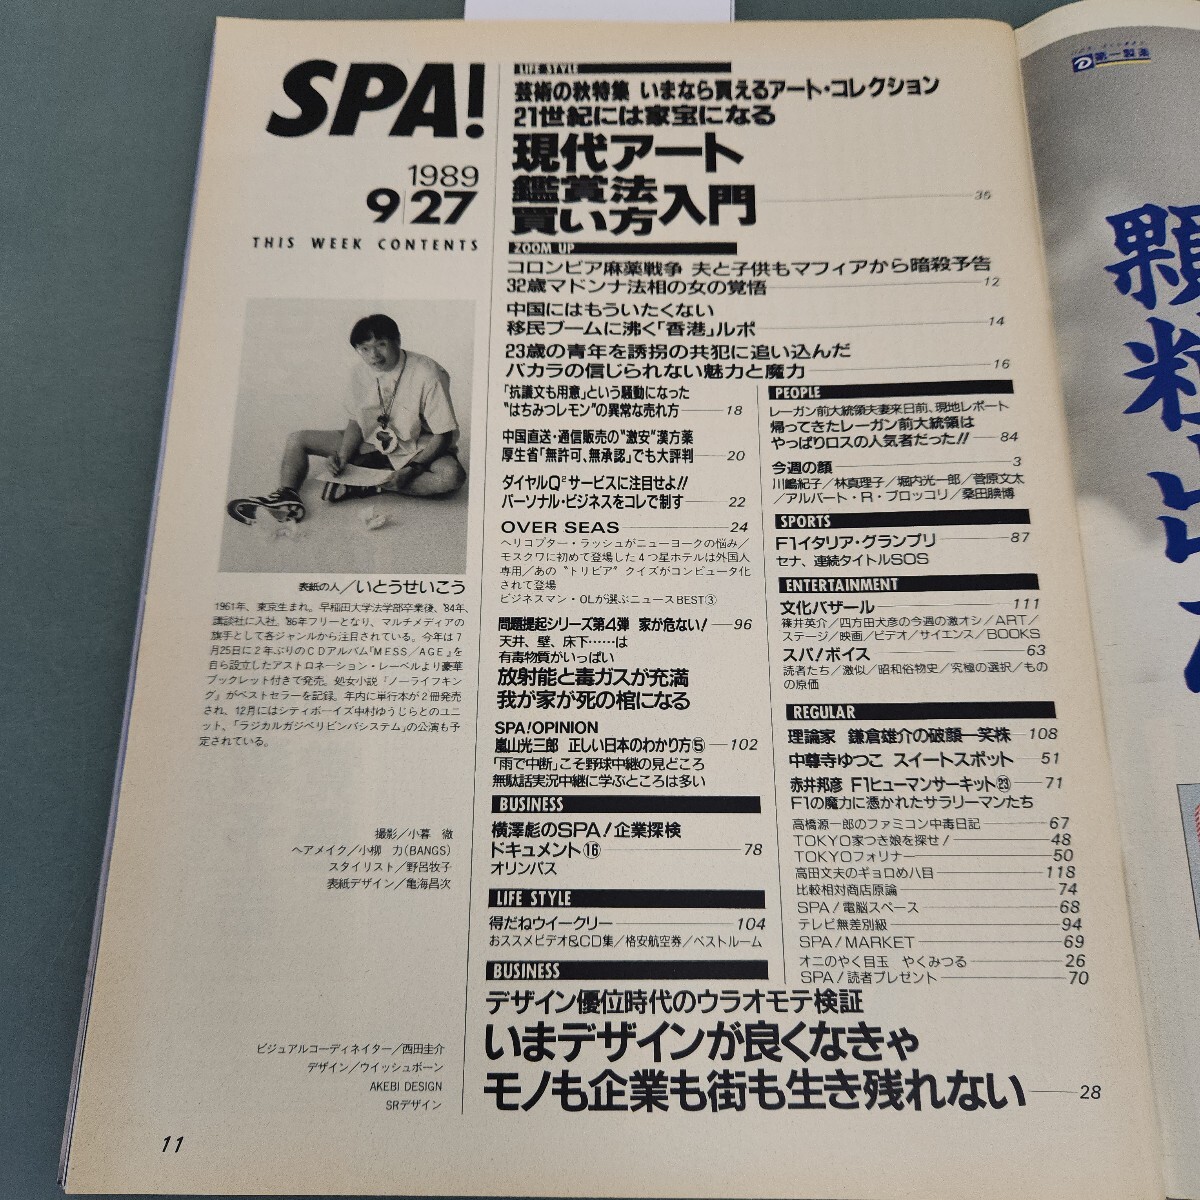 SPA!
1989
9/27
THIS WEEK CONTENTS
表紙の人／いとうせいこう
1961年、東京生まれ。早稲田大学法学部卒業後、'84年、
講談社に入社。'86年フリーとなり、マルチメディアの
旗手として各ジャンルから注目されている。今年は7
月25日に2年ぶりのCDアルバム「MESS／AGE」を
自ら設立したアストロネーション・レーベルより豪華
ブックレット付きで発売。処女小説『ノーライフキン
グ』がベストセラーを記録。年内に単行本が2冊発売
され、12月にはシティボーイズ中村ゆうじらとのユニ
ット、「ラジカルガジベリビンバシステム」の公演も予
定されている。
撮影／小暮 徹
ヘアメイク／小柳 力(BANGS)
スタイリスト／野呂牧子
表紙デザイン／亀海昌次
ビジュアルコーディネイター／西田圭介
デザイン／ウイッシュボーン
AKEBI DESIGN
SRデザイン
11
LIFE STYLE
芸術の秋特集 いまなら買えるアート・コレクション
21世紀には家宝になる
現代アート
鑑賞法
買い方入門 35
ZOOM UP
コロンビア麻薬戦争 夫と子供もマフィアから暗殺予告
32歳マドンナ法相の女の覚悟 12
中国にはもういたくない
移民ブームに沸く「香港」ルポ 14
23歳の青年を誘拐の共犯に追い込んだ
バカラの信じられない魅力と魔力 16
「抗議文も用意」という騒動になった
“はちみつレモン”の異常な売れ方 18
中国直送・通信販売の“激安”漢方薬
厚生省「無許可、無承認」でも大評判 20
ダイヤルQ²サービスに注目せよ!!
パーソナル・ビジネスをコレで制す 22
OVER SEAS 24
ヘリコプター・ラッシュがニューヨークの悩み／
モスクワに初めて登場した4つ星ホテルは外国人
専用／あの“トリビア”クイズがコンピュータ化
されて登場
ビジネスマン・OLが選ぶニュースBEST③
問題提起シリーズ第4弾 家が危ない! 96
天井、壁、床下……は
有毒物質がいっぱい
放射能と毒ガスが充満
我が家が死の棺になる
SPA!OPINION
嵐山光三郎 正しい日本のわかり方⑤ 102
「雨で中断」こそ野球中継の見どころ
無駄話実況中継に学ぶところは多い
BUSINESS
横澤彪のSPA!企業探検
ドキュメント⑯ 78
オリンパス
LIFE STYLE
得だねウイークリー 104
おススメビデオ&CD集／格安航空券／ベストルーム
BUSINESS
デザイン優位時代のウラオモテ検証
いまデザインが良くなきゃ
モノも企業も街も生き残れない 28
PEOPLE
レーガン前大統領夫妻来日前、現地レポート
帰ってきたレーガン前大統領は
やっぱりロスの人気者だった!! 84
今週の顔 3
川嶋紀子／林真理子／堀内光一郎／菅原文太
／アルバート・R・ブロッコリ／桑田腆博
SPORTS
F1イタリア・グランプリ 87
セナ、連続タイトルSOS
ENTERTAINMENT
文化バザール 111
篠井英介／四方田犬彦の今週の激オシ／ART／
ステージ／映画／ビデオ／サイエンス／BOOKS
スパ!ボイス 63
読者たち／激似／昭和俗物史／究極の選択／もの
の原価
REGULAR
理論家 鎌倉雄介の破顔一笑株 108
中尊寺ゆつこ スイートスポット 51
赤井邦彦 F1ヒューマンサーキット㉓ 71
F1の魔力に憑かれたサラリーマンたち
高橋源一郎のファミコン中毒日記 67
TOKYO家つき娘を探せ! 48
TOKYOフォリナー 50
高田文夫のギョロめ八目 118
比較相対商店原論 74
SPA!電脳スペース 68
テレビ無差別級 94
SPA!MARKET 69
オニのやく目玉 やくみつる 26
SPA!読者プレゼント 70
第一製薬
顆粒